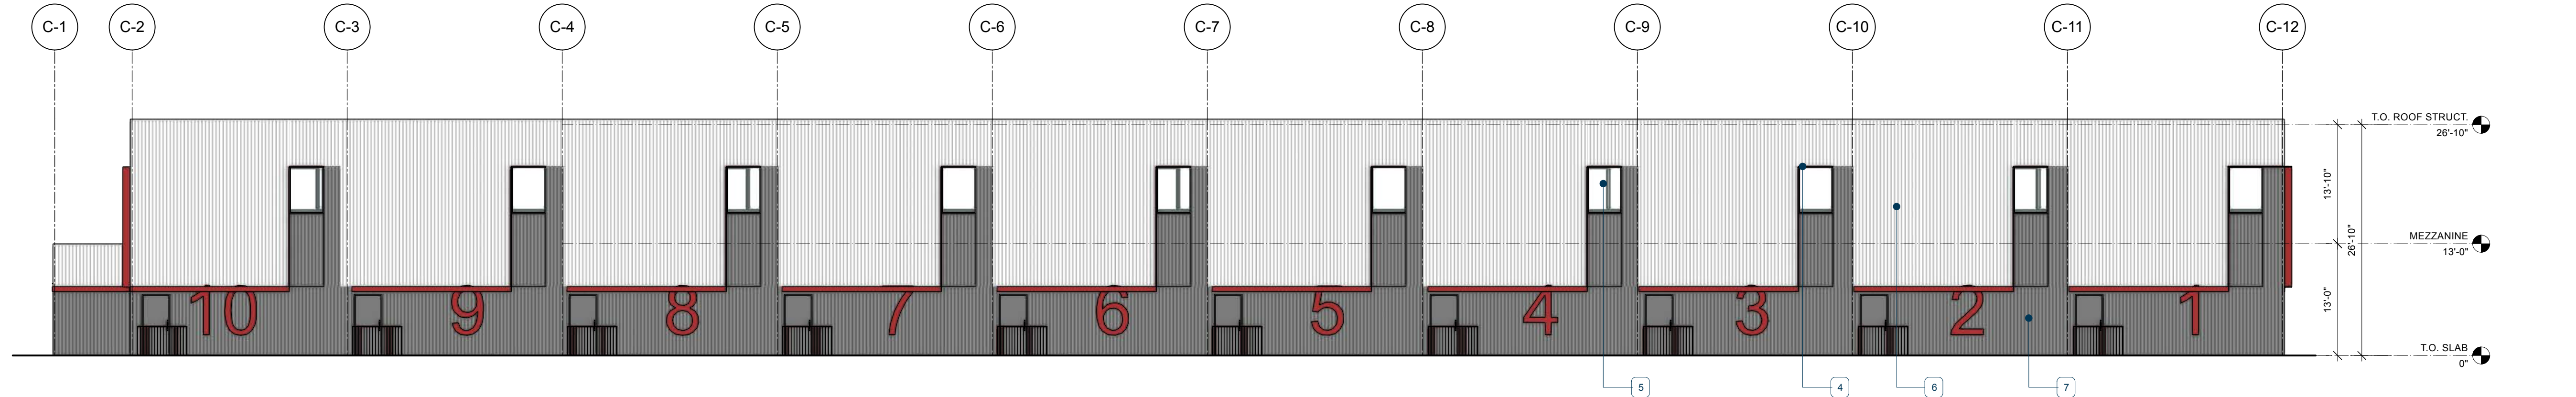 C-1 C-2 C-3 C-4 C-5 C-6 C-7 C-8 C-9 C-10 C-11 C-12
T.O. ROOF STRUCT.
26'-10"
13'-10"
26'-10"
MEZZANINE
13'-0"
13'-0"
10 9 8 7 6 5 4 3 2 1
T.O. SLAB
0"
5 4 6 7